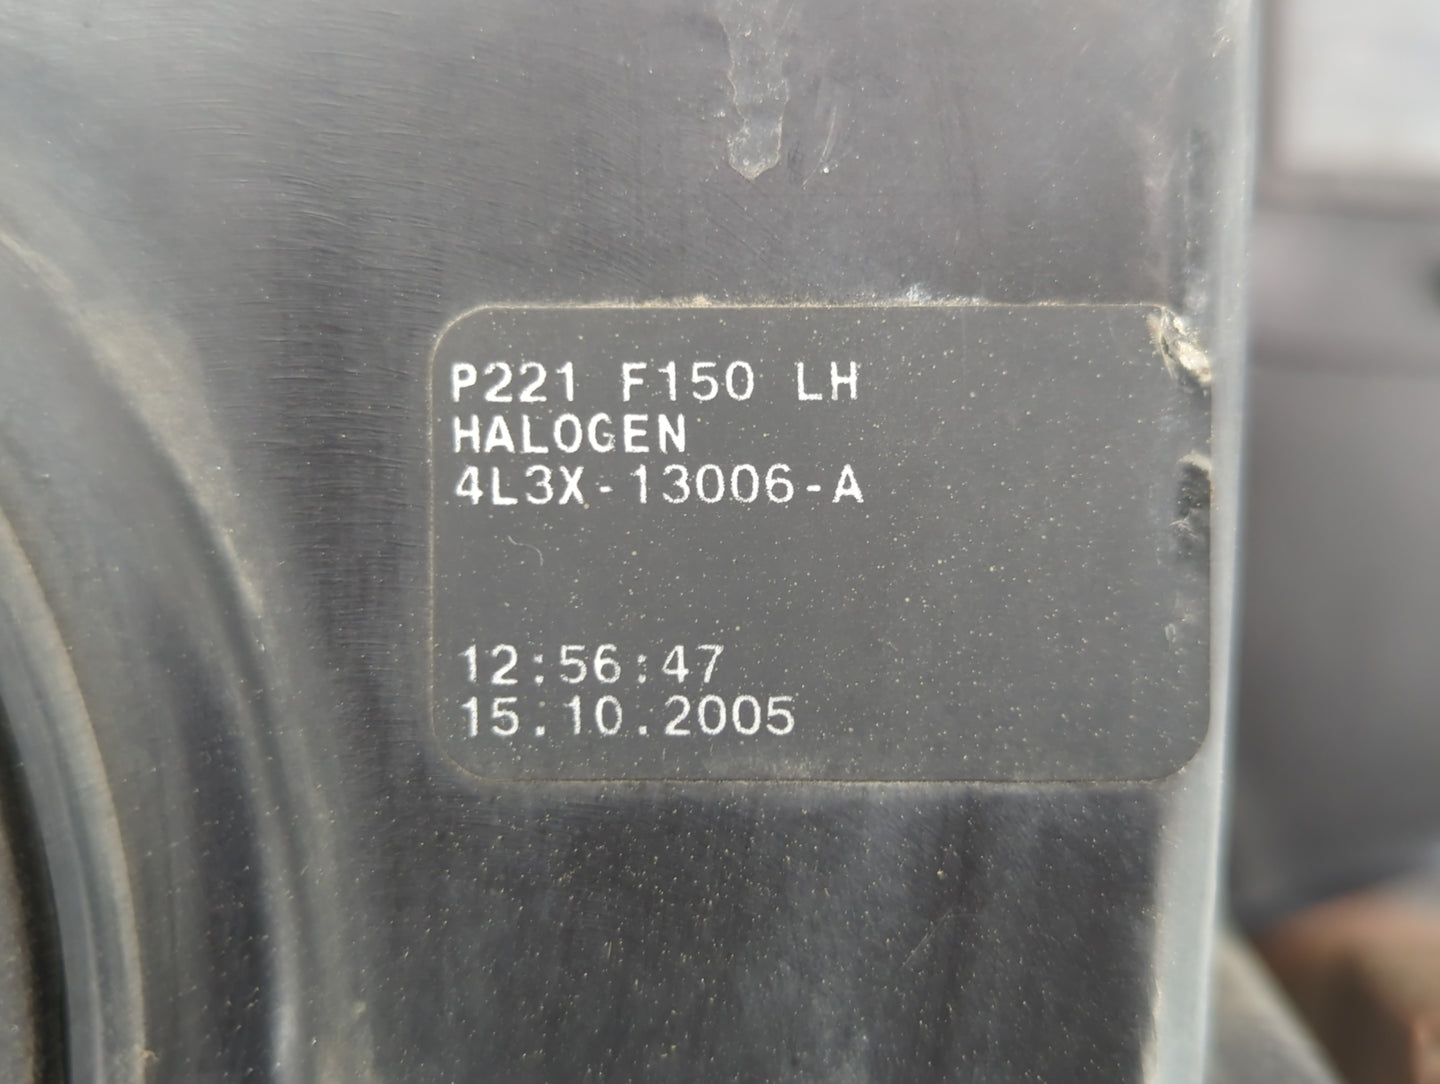 P221 F150 LH
HALOGEN
4L3X-13006-A
12:56:47
15.10.2005